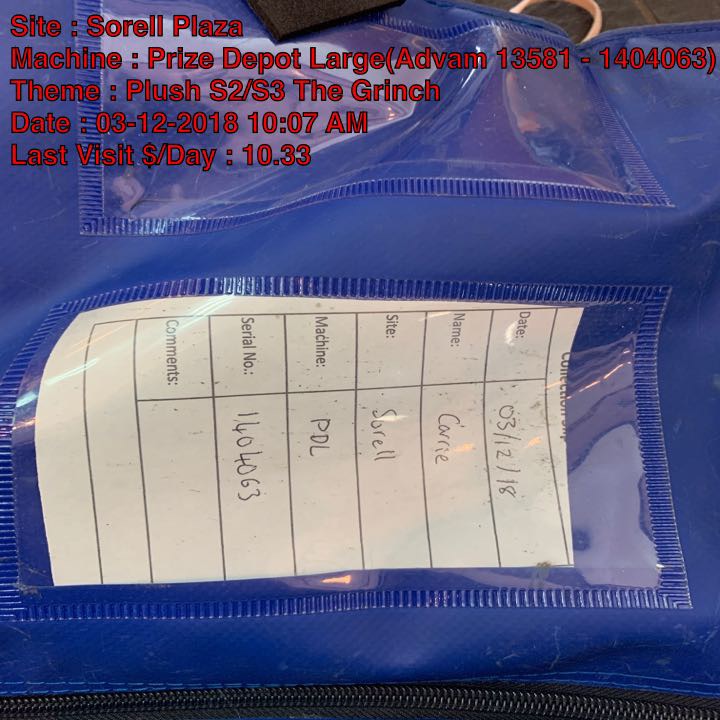 Site : Sorell Plaza
Machine : Prize Depot Large(Advam 13581 - 1404063)
Theme : Plush S2/S3 The Grinch
Date : 03-12-2018 10:07 AM
Last Visit $/Day : 10.33
Date: 03/12/18
Name: Carrie
Site: Sorell
Machine: PDL
Serial No.: 1404063
Comments: